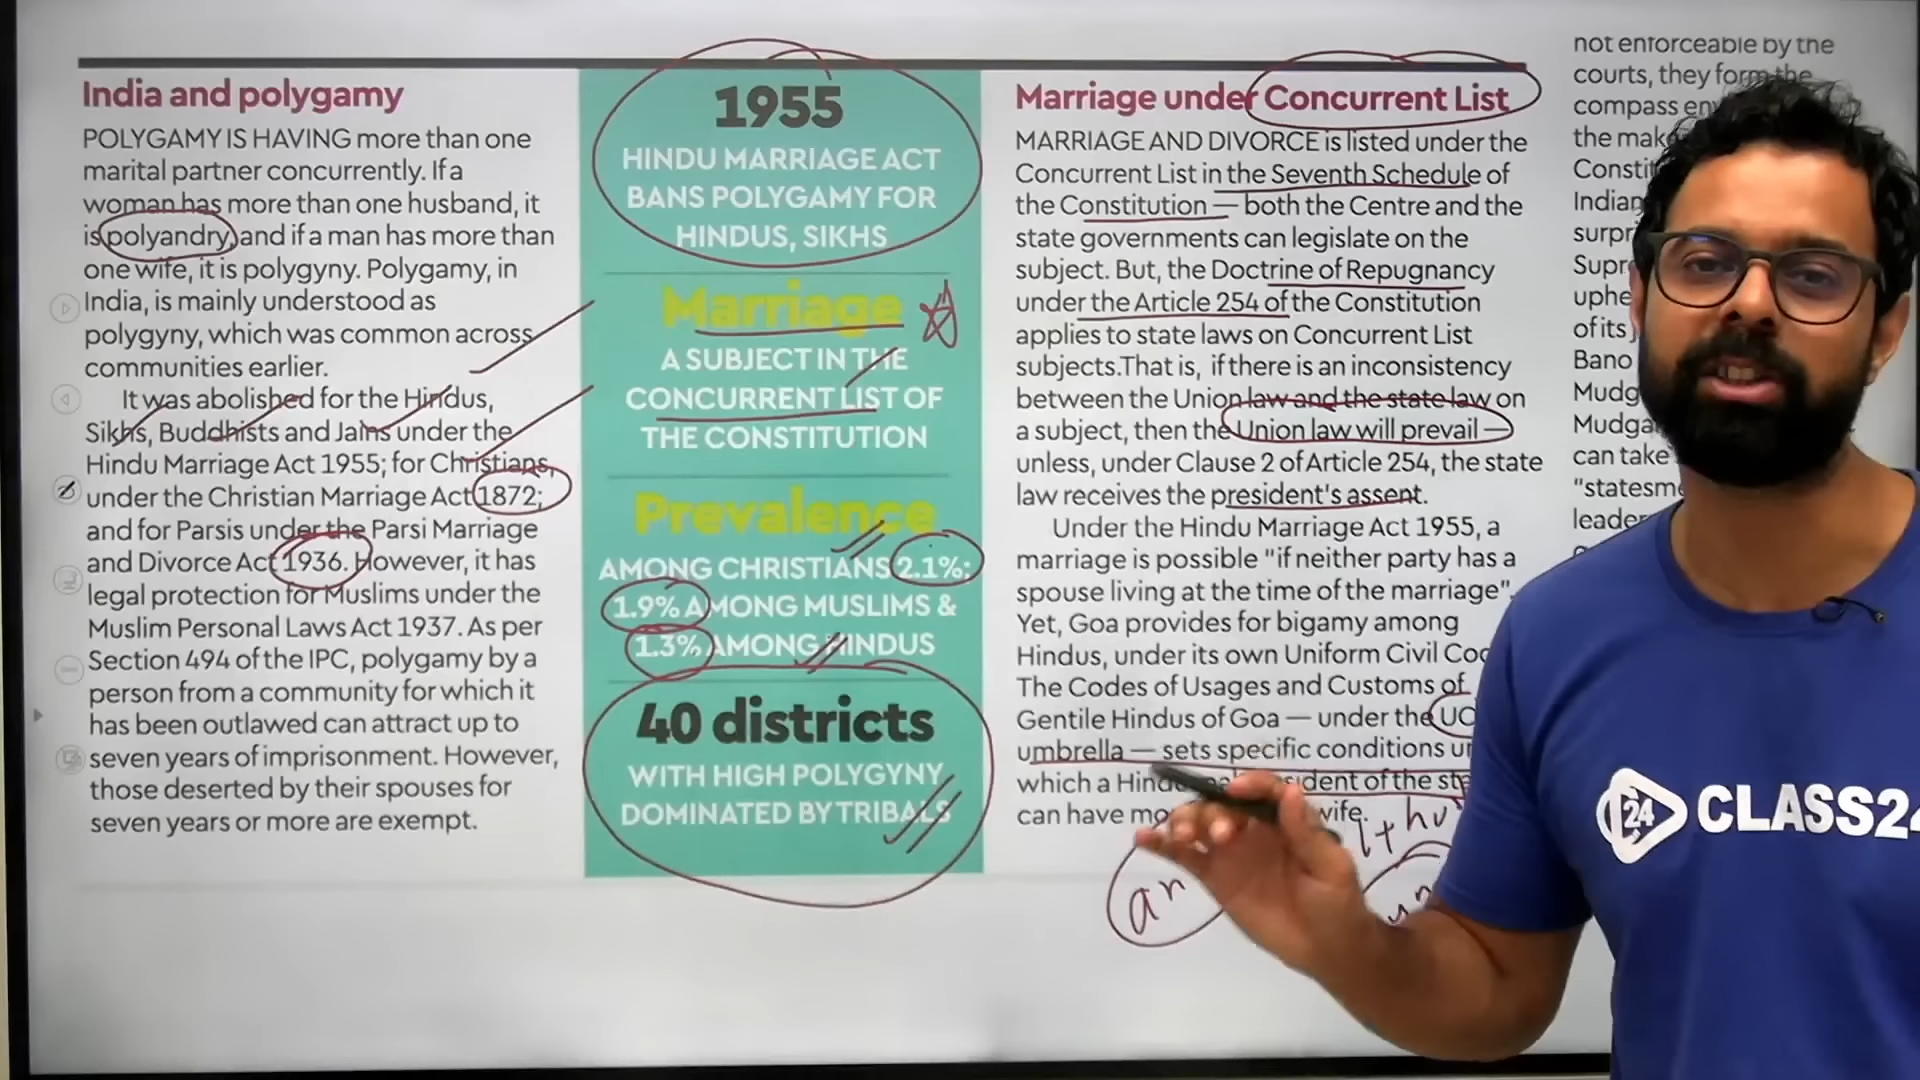 India and polygamy
POLYGAMY IS HAVING more than one
marital partner concurrently. If a
woman has more than one husband, it
is polyandry, and if a man has more than
one wife, it is polygyny. Polygamy, in
India, is mainly understood as
polygyny, which was common across
communities earlier.
It was abolished for the Hindus,
Sikhs, Buddhists and Jains under the
Hindu Marriage Act 1955; for Christians,
under the Christian Marriage Act 1872;
and for Parsis under the Parsi Marriage
and Divorce Act 1936. However, it has
legal protection for Muslims under the
Muslim Personal Laws Act 1937. As per
Section 494 of the IPC, polygamy by a
person from a community for which it
has been outlawed can attract up to
seven years of imprisonment. However,
those deserted by their spouses for
seven years or more are exempt.
1955
HINDU MARRIAGE ACT
BANS POLYGAMY FOR
HINDUS, SIKHS
Marriage
A SUBJECT IN THE
CONCURRENT LIST OF
THE CONSTITUTION
Prevalence
AMONG CHRISTIANS 2.1%;
1.9% AMONG MUSLIMS &
1.3% AMONG HINDUS
40 districts
WITH HIGH POLYGYNY
DOMINATED BY TRIBALS
Marriage under Concurrent List
MARRIAGE AND DIVORCE is listed under the
Concurrent List in the Seventh Schedule of
the Constitution — both the Centre and the
state governments can legislate on the
subject. But, the Doctrine of Repugnancy
under the Article 254 of the Constitution
applies to state laws on Concurrent List
subjects.That is, if there is an inconsistency
between the Union law and the state law on
a subject, then the Union law will prevail —
unless, under Clause 2 of Article 254, the state
law receives the president's assent.
Under the Hindu Marriage Act 1955, a
marriage is possible "if neither party has a
spouse living at the time of the marriage".
Yet, Goa provides for bigamy among
Hindus, under its own Uniform Civil
The Codes of Usages and Customs of
Gentile Hindus of Goa — under the
umbrella — sets specific conditions
which a of the
can have wife.
not enforceable by the
courts, they form the
compass
the
of its
Bano
can take
24
CLASS24